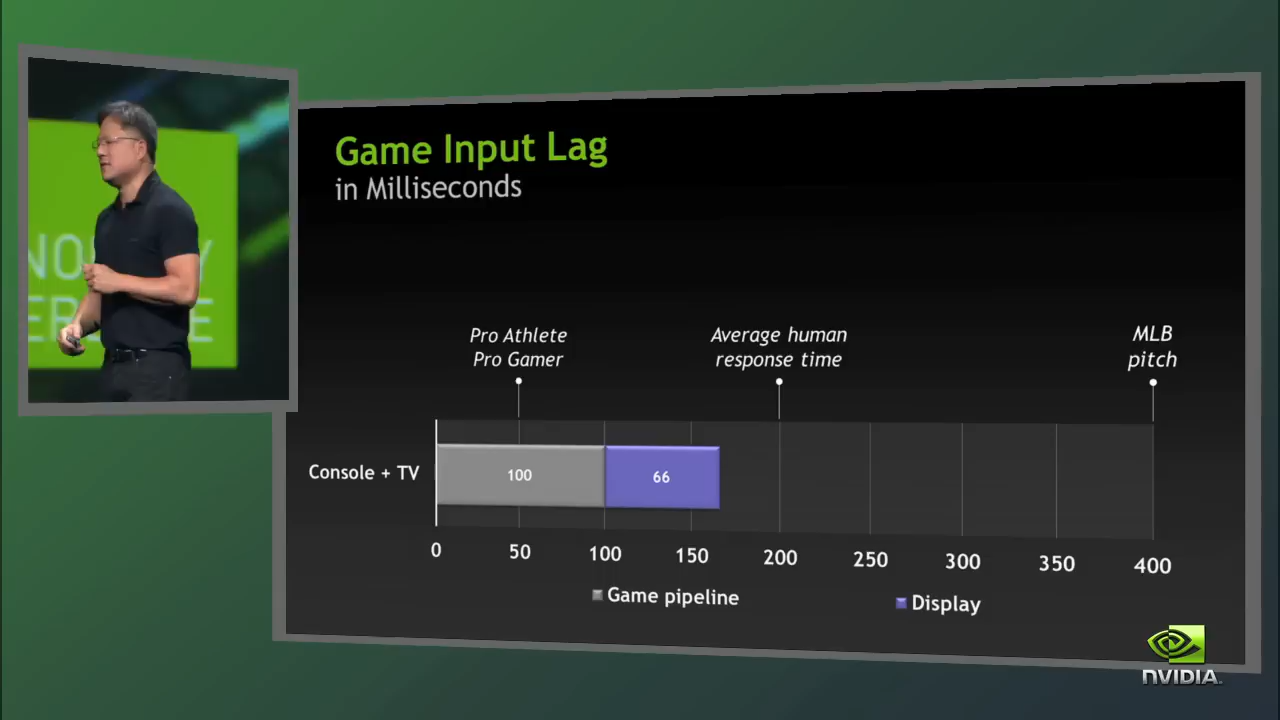 Game Input Lag
in Milliseconds
Pro Athlete
Pro Gamer
Average human
response time
MLB
pitch
Console + TV
100
66
0
50
100
150
200
250
300
350
400
Game pipeline
Display
NVIDIA.